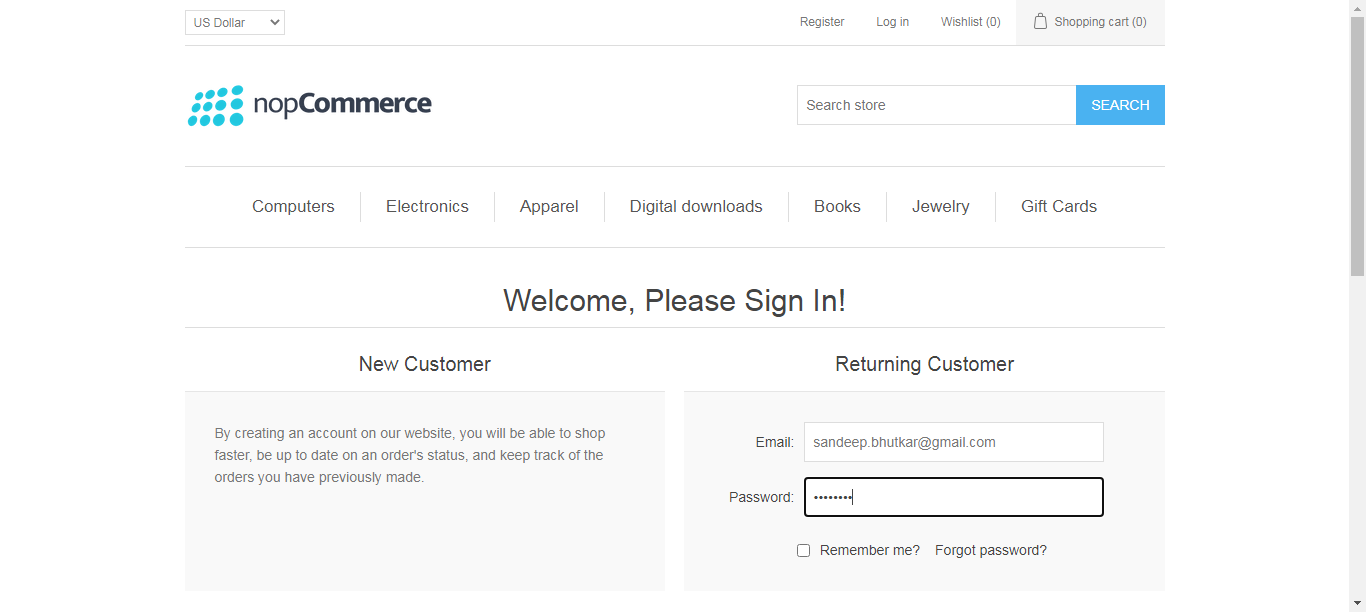 US Dollar
Register
Log in
Wishlist (0)
Shopping cart (0)
nopCommerce
Search store
SEARCH
Computers
Electronics
Apparel
Digital downloads
Books
Jewelry
Gift Cards
Welcome, Please Sign In!
New Customer
By creating an account on our website, you will be able to shop
faster, be up to date on an order's status, and keep track of the
orders you have previously made.
Returning Customer
Email:
sandeep.bhutkar@gmail.com
Password:
••••••••
Remember me?
Forgot password?